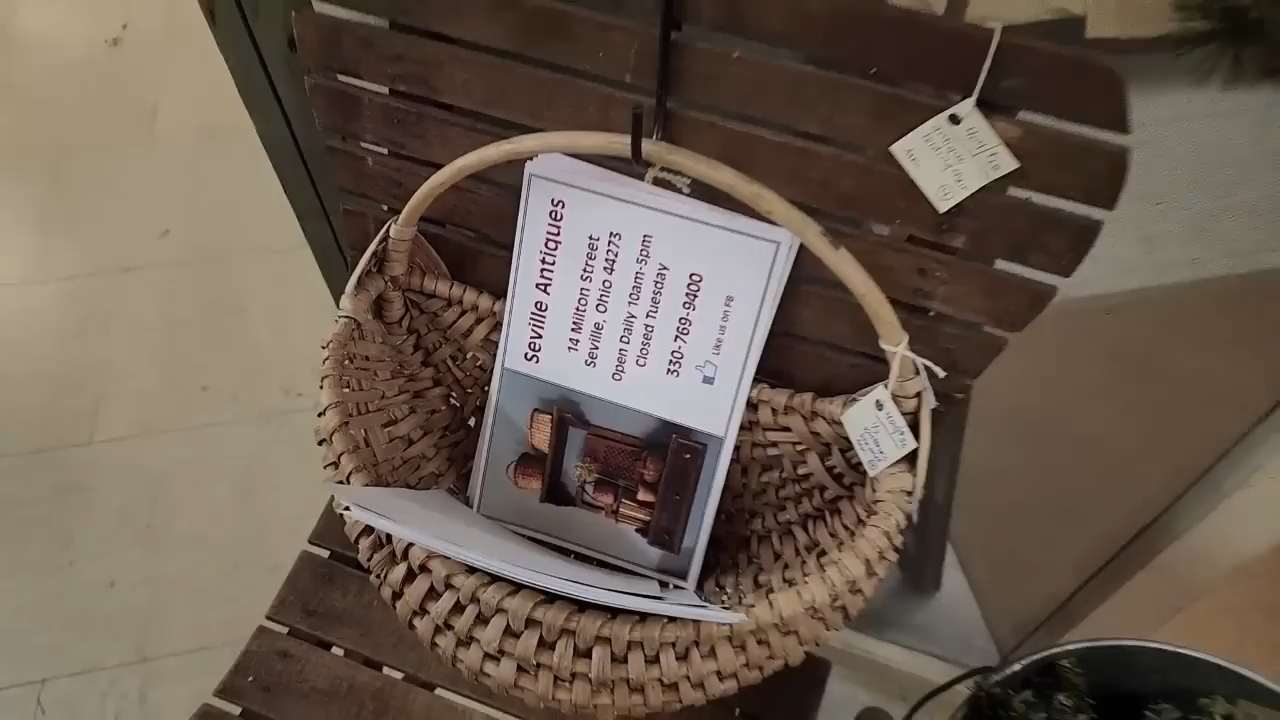 Seville Antiques
14 Milton Street
Seville, Ohio 44273
Open Daily 10am-5pm
Closed Tuesday
330-769-9400
Like us on FB